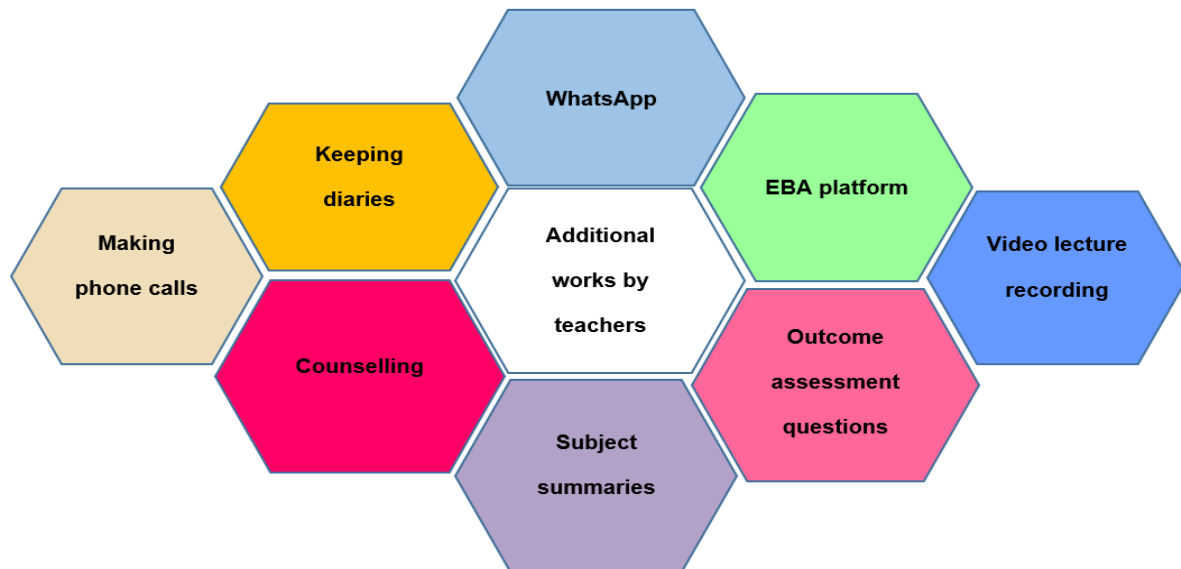 WhatsApp
Keeping
diaries
EBA platform
Making
phone calls
Additional
works by
teachers
Video lecture
recording
Counselling
Outcome
assessment
questions
Subject
summaries